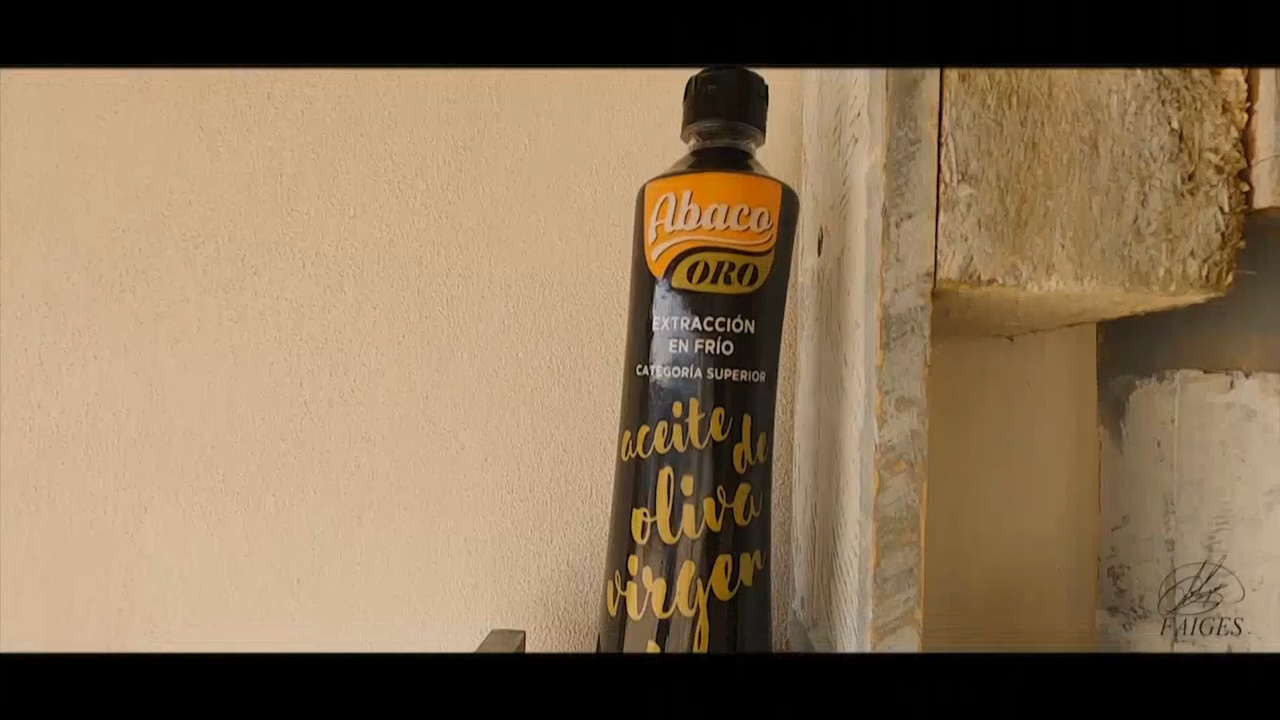 Abaco
ORO
EXTRACCIÓN
EN FRÍO
CATEGORÍA SUPERIOR
aceite de
oliva
virgen
FAIGES